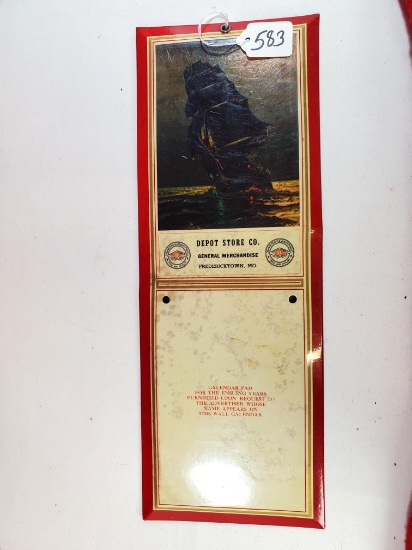 583
DEPOT STORE CO.
GENERAL MERCHANDISE
FREDERICKTOWN, MO.
CALENDAR PAD
FOR THE ENSUING YEARS
FURNISHED UPON REQUEST TO
THE ADVERTISER WHOSE
NAME APPEARS ON
THIS WALL CALENDAR